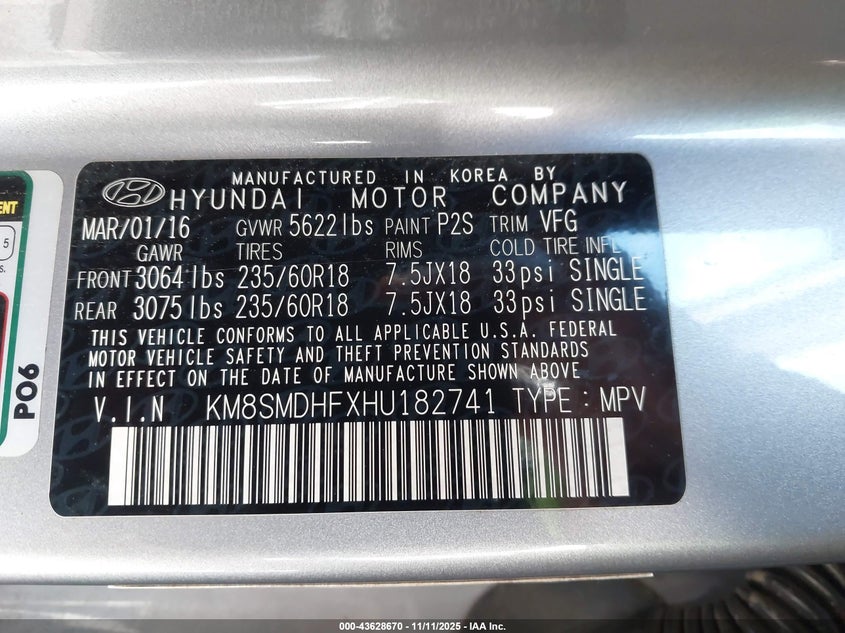 MANUFACTURED IN KOREA BY
HYUNDAI MOTOR COMPANY
MAR/01/16 GVWR 5622lbs PAINT P2S TRIM VFG
GAWR TIRES RIMS COLD TIRE INFL
FRONT 3064lbs 235/60R18 7.5JX18 33psi SINGLE
REAR 3075lbs 235/60R18 7.5JX18 33psi SINGLE
THIS VEHICLE CONFORMS TO ALL APPLICABLE U.S.A. FEDERAL
MOTOR VEHICLE SAFETY AND THEFT PREVENTION STANDARDS
IN EFFECT ON THE DATE OF MANUFACTURE SHOWN ABOVE.
V.I.N KM8SMDHFXHU182741 TYPE : MPV
5
PO6
000-43628670 - 11/11/2025 - IAA Inc.